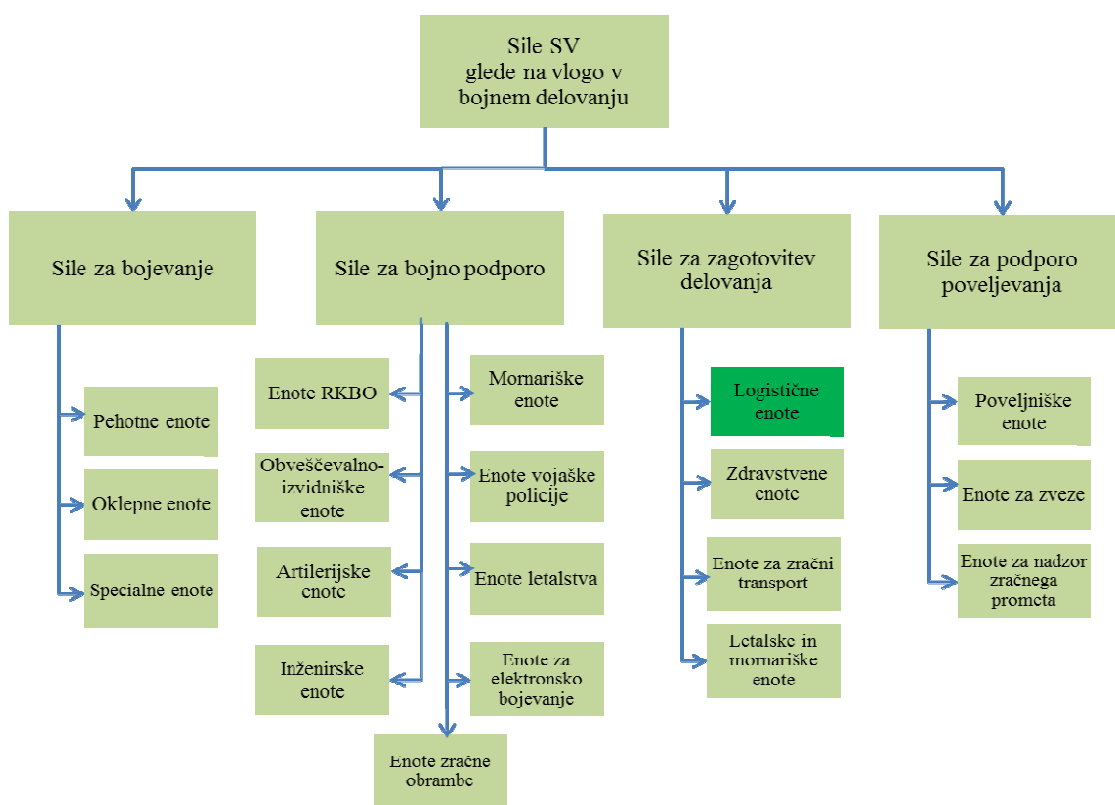 Sile SV
glede na vlogo v
bojnem delovanju
Sile za bojevanje
Sile za bojno podporo
Sile za zagotovitev
delovanja
Sile za podporo
poveljevanja
Pehotne enote
Oklepne enote
Specialne enote
Enote RKBO
Obveščevalno-
izvidniške
enote
Artilerijske
enote
Inženirske
enote
Mornariške
enote
Enote vojaške
policije
Enote letalstva
Enote za
elektronsko
bojevanje
Enote zračne
obrambe
Logistične
enote
Zdravstvene
enote
Enote za zračni
transport
Letalske in
mornariške
enote
Poveljniške
enote
Enote za zveze
Enote za nadzor
zračnega
prometa